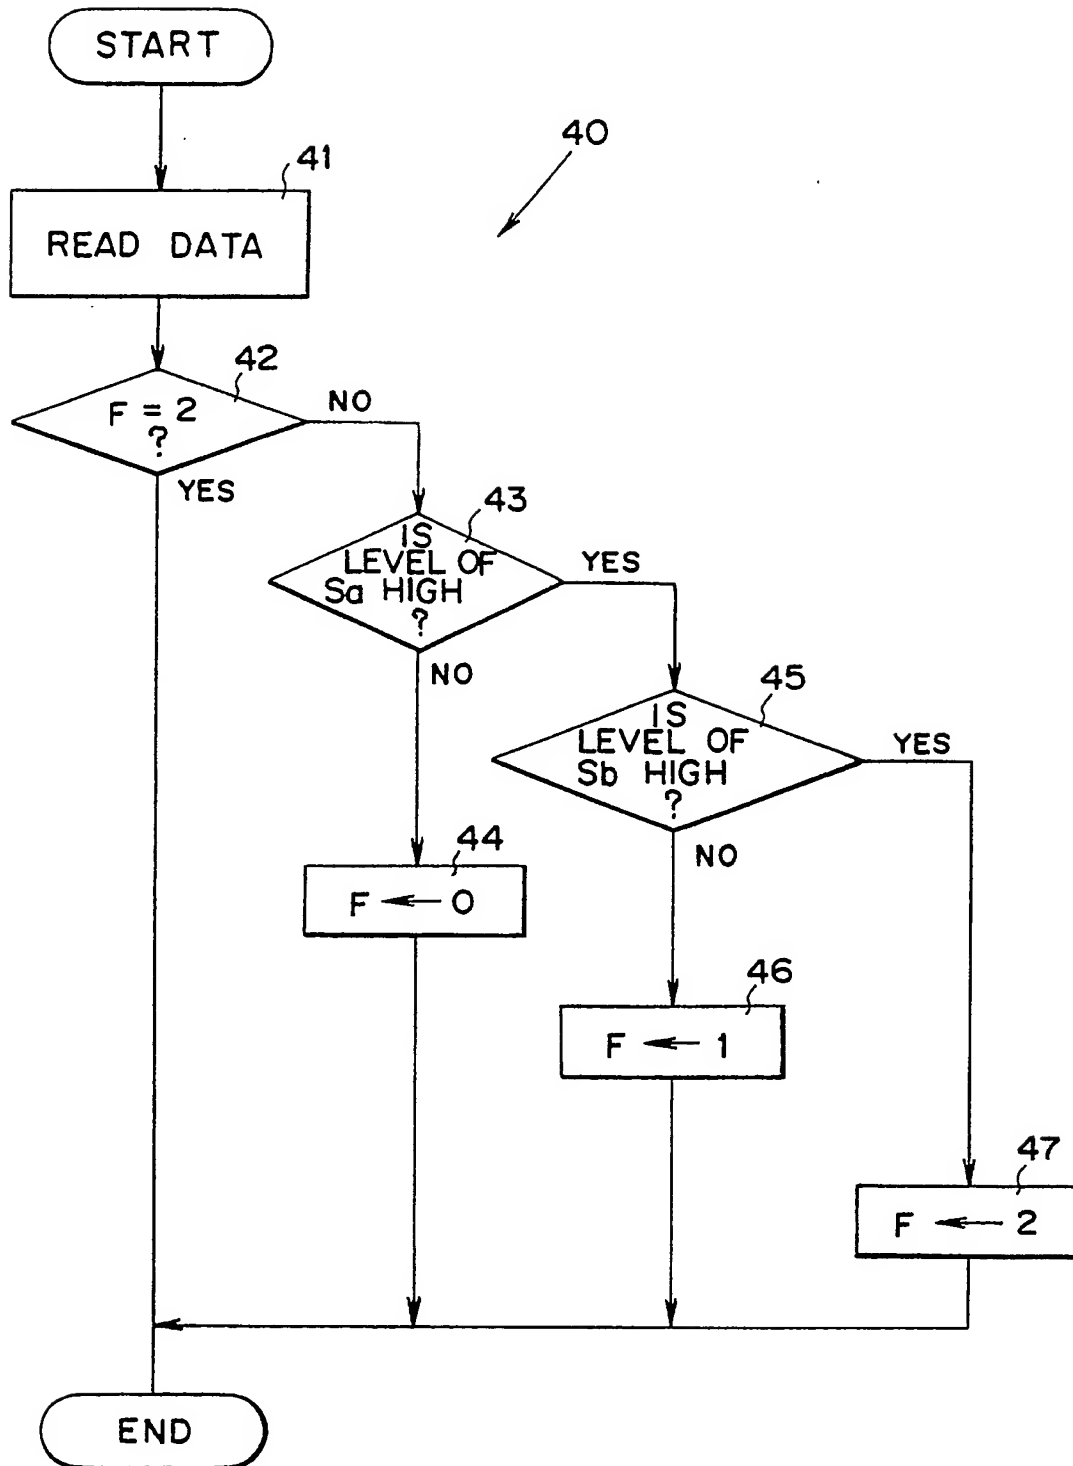 START
40
41
READ DATA
42
F = 2
?
NO
YES
43
IS
LEVEL OF
Sa HIGH
?
YES
NO
45
IS
LEVEL OF
Sb HIGH
?
YES
NO
44
F ← 0
46
F ← 1
47
F ← 2
END